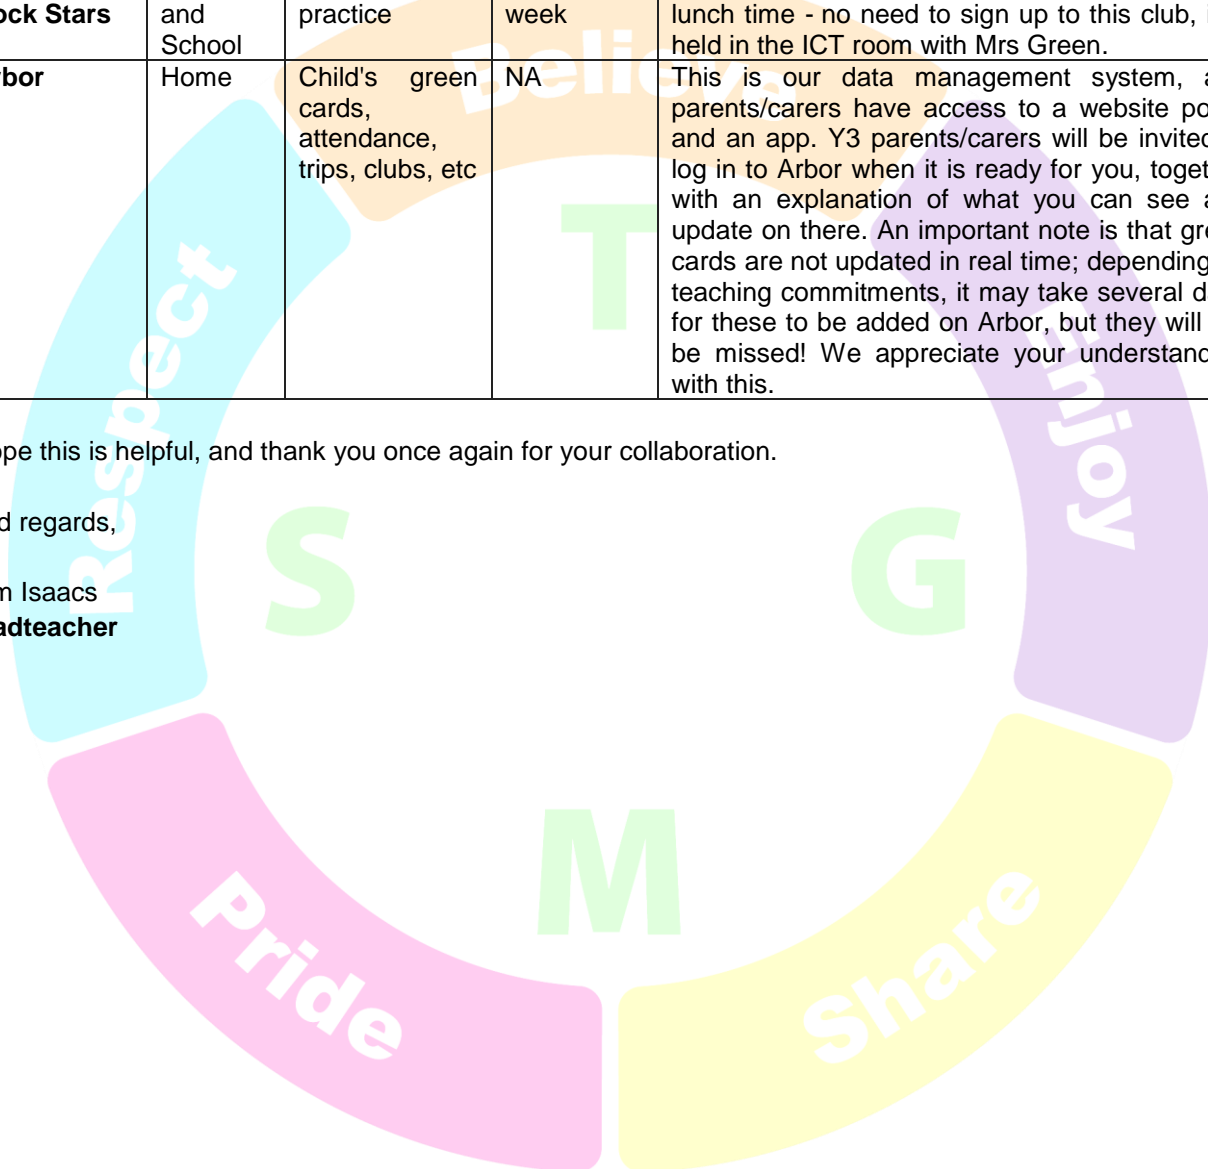 ock Stars and practice week lunch time - no need to sign up to this club, i
School held in the ICT room with Mrs Green.
bor Home Child's green NA This is our data management system, a
cards, parents/carers have access to a website po
attendance, and an app. Y3 parents/carers will be invited
trips, clubs, etc log in to Arbor when it is ready for you, toget
with an explanation of what you can see a
update on there. An important note is that gre
cards are not updated in real time; depending
teaching commitments, it may take several d
for these to be added on Arbor, but they will
be missed! We appreciate your understand
with this.
ope this is helpful, and thank you once again for your collaboration.
d regards,
m Isaacs
adteacher
Believe
Respect
Enjoy
Pride
Share
T
S
G
M